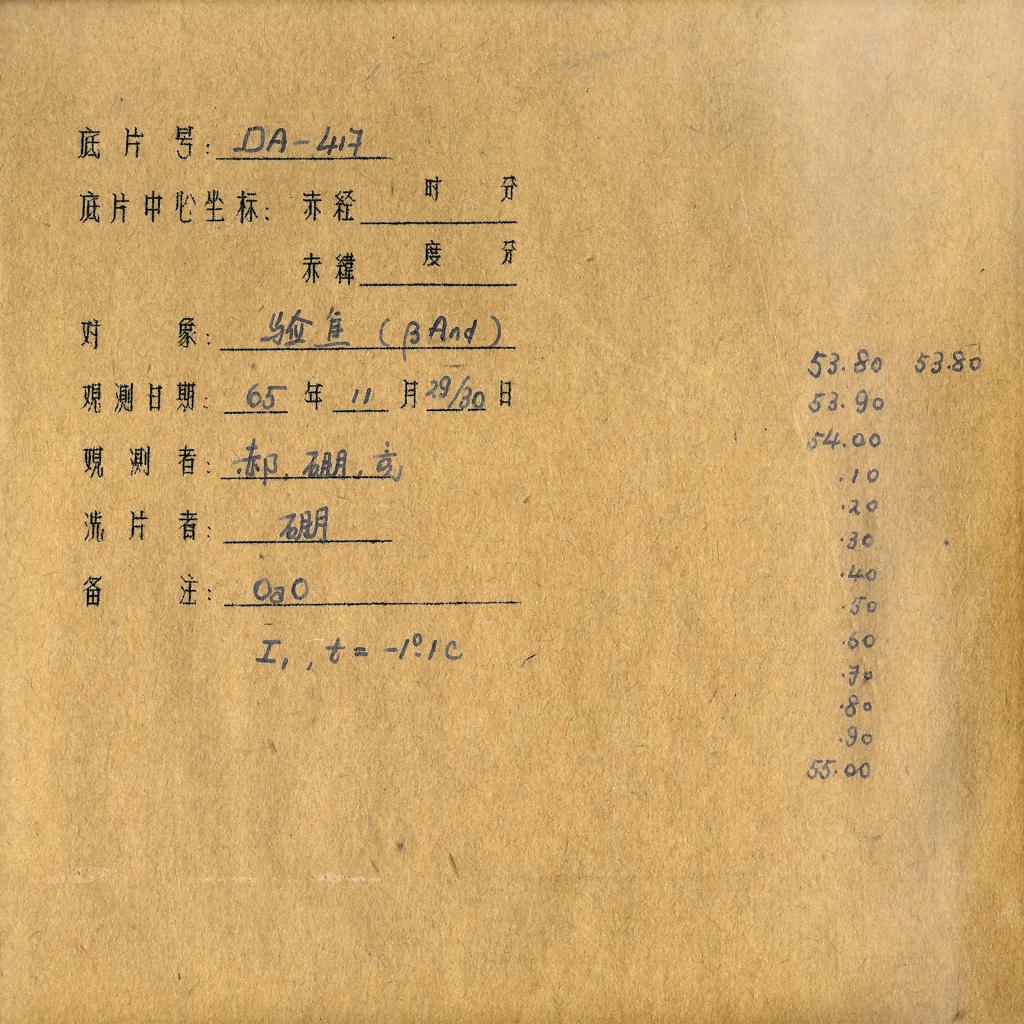 底片号: DA-417
底片中心坐标: 赤经 时 分
赤緯 度 分
对象: 验焦 (βAnd)
观测日期: 65 年 11 月 29/30 日
观测者: 郝、硼、亮
洗片者: 硼
备注: OaO
I, , t = -1°.1C
53.80 53.80
53.90
54.00
.10
.20
.30
.40
.50
.60
.70
.80
.90
55.00